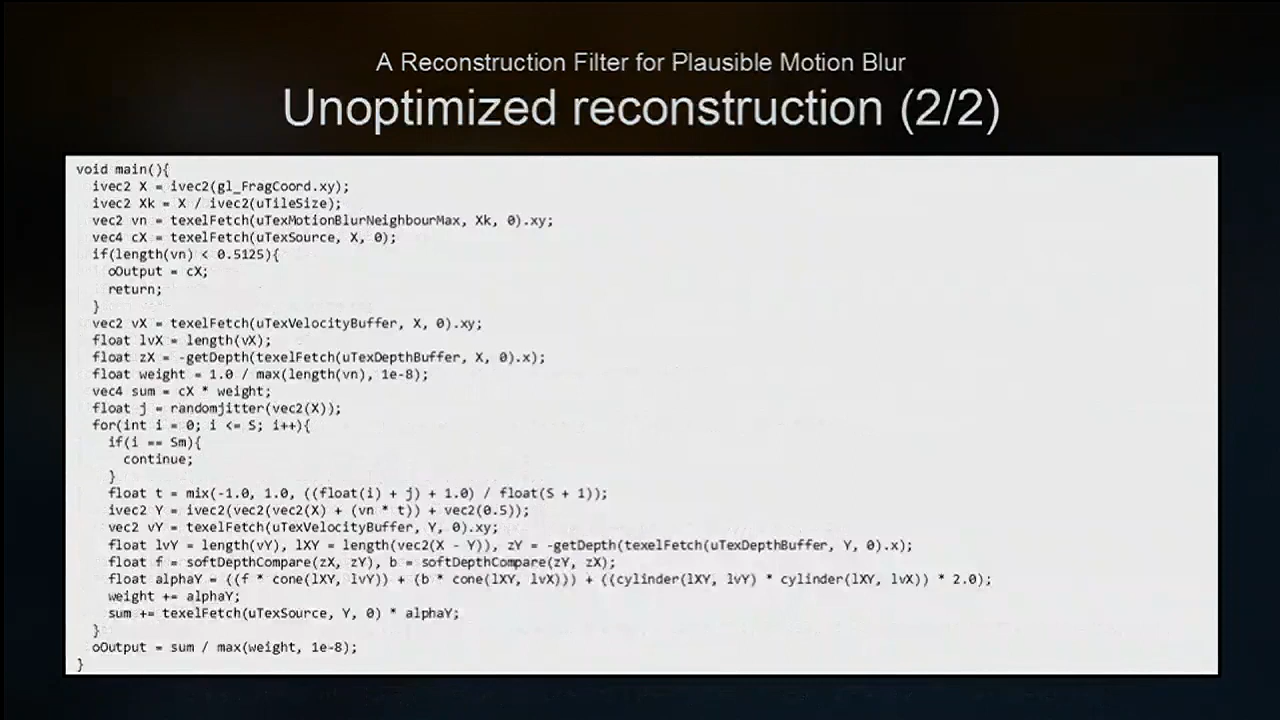 A Reconstruction Filter for Plausible Motion Blur
Unoptimized reconstruction (2/2)
void main(){
  ivec2 X = ivec2(gl_FragCoord.xy);
  ivec2 Xk = X / ivec2(uTileSize);
  vec2 vn = texelFetch(uTexMotionBlurNeighbourMax, Xk, 0).xy;
  vec4 cX = texelFetch(uTexSource, X, 0);
  if(length(vn) < 0.5125){
    oOutput = cX;
    return;
  }
  vec2 vX = texelFetch(uTexVelocityBuffer, X, 0).xy;
  float lvX = length(vX);
  float zX = -getDepth(texelFetch(uTexDepthBuffer, X, 0).x);
  float weight = 1.0 / max(length(vn), 1e-8);
  vec4 sum = cX * weight;
  float j = randomjitter(vec2(X));
  for(int i = 0; i <= S; i++){
    if(i == Sm){
      continue;
    }
    float t = mix(-1.0, 1.0, ((float(i) + j) + 1.0) / float(S + 1));
    ivec2 Y = ivec2(vec2(vec2(X) + (vn * t)) + vec2(0.5));
    vec2 vY = texelFetch(uTexVelocityBuffer, Y, 0).xy;
    float lvY = length(vY), lXY = length(vec2(X - Y)), zY = -getDepth(texelFetch(uTexDepthBuffer, Y, 0).x);
    float f = softDepthCompare(zX, zY), b = softDepthCompare(zY, zX);
    float alphaY = ((f * cone(lXY, lvY)) + (b * cone(lXY, lvX))) + ((cylinder(lXY, lvY) * cylinder(lXY, lvX)) * 2.0);
    weight += alphaY;
    sum += texelFetch(uTexSource, Y, 0) * alphaY;
  }
  oOutput = sum / max(weight, 1e-8);
}